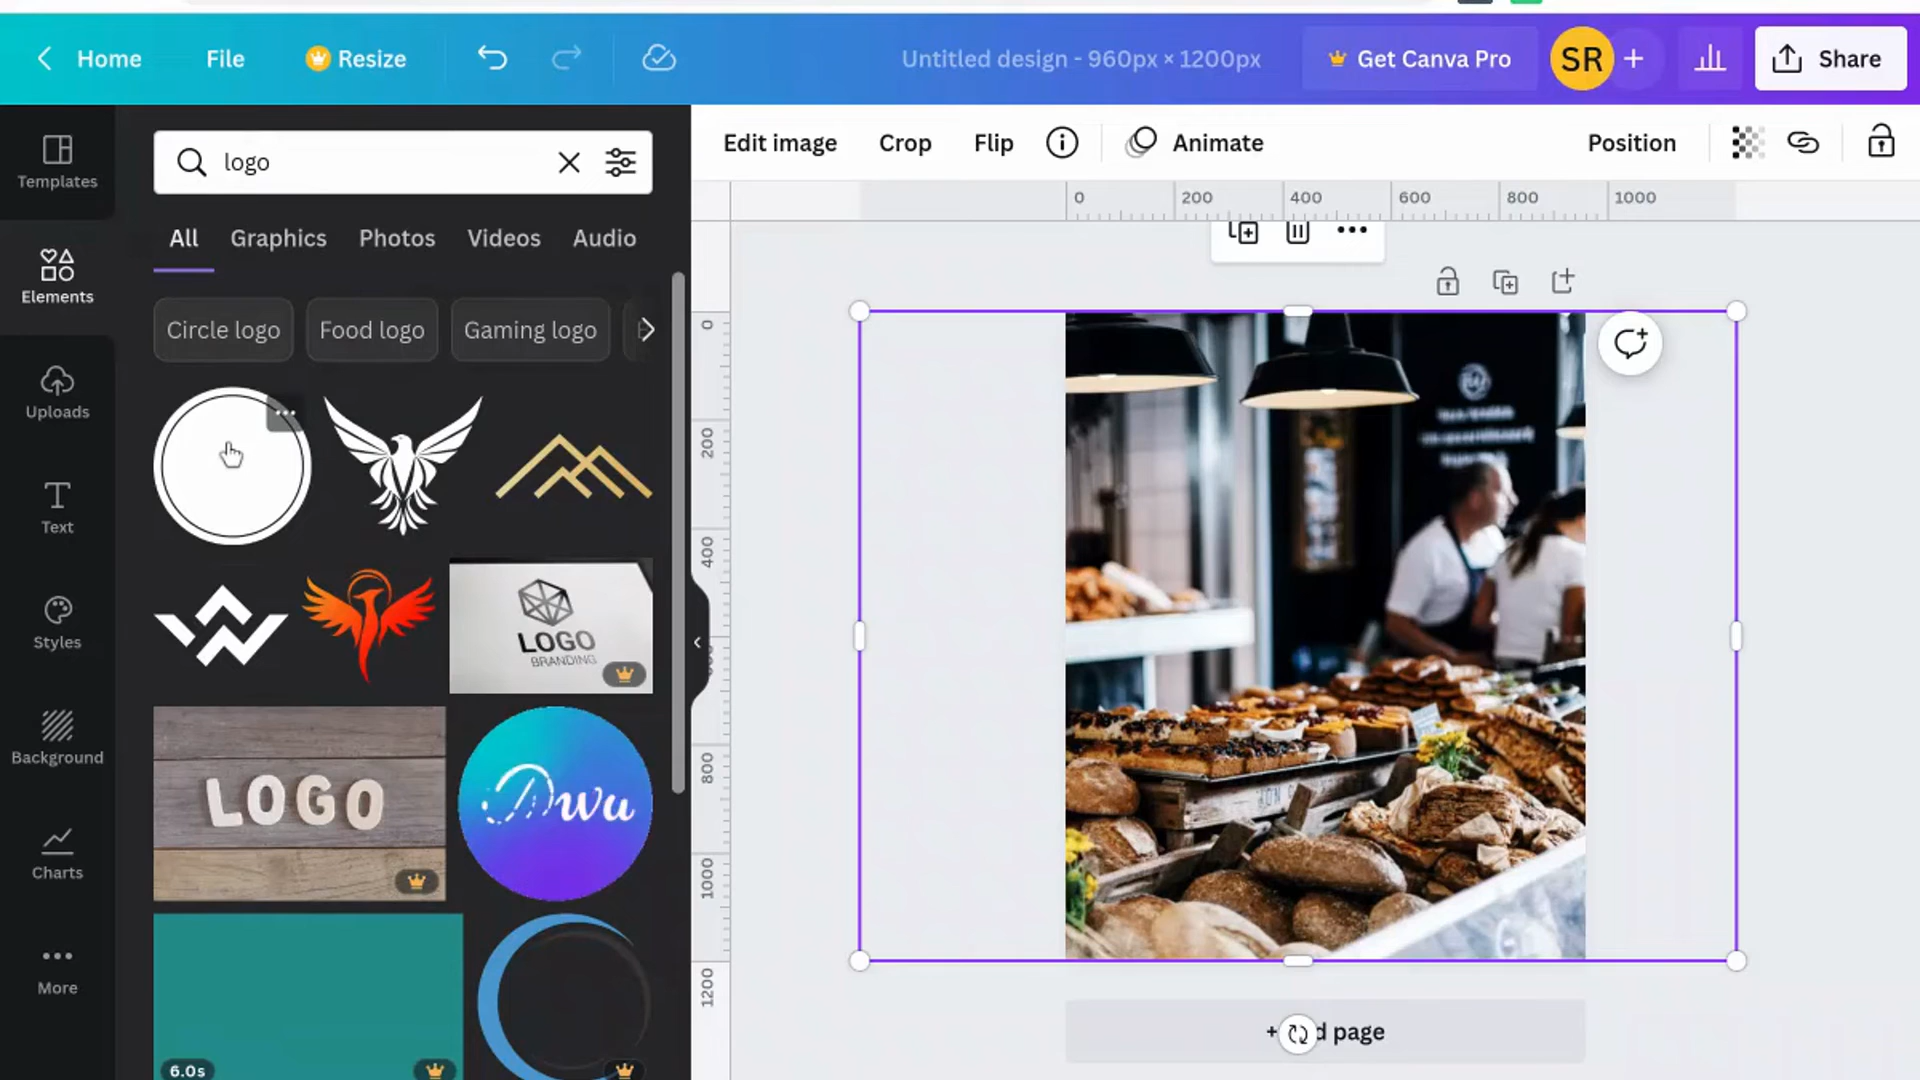 Home
File
Resize
Untitled design - 960px × 1200px
Get Canva Pro
SR
+
Share
Templates
Elements
Uploads
Text
Styles
Background
Charts
More
logo
All
Graphics
Photos
Videos
Audio
Circle logo
Food logo
Gaming logo
LOGO
BRANDING
LOGO
Awu
6.0s
Edit image
Crop
Flip
Animate
Position
0
200
400
600
800
1000
0
200
400
800
1000
1200
+
d page